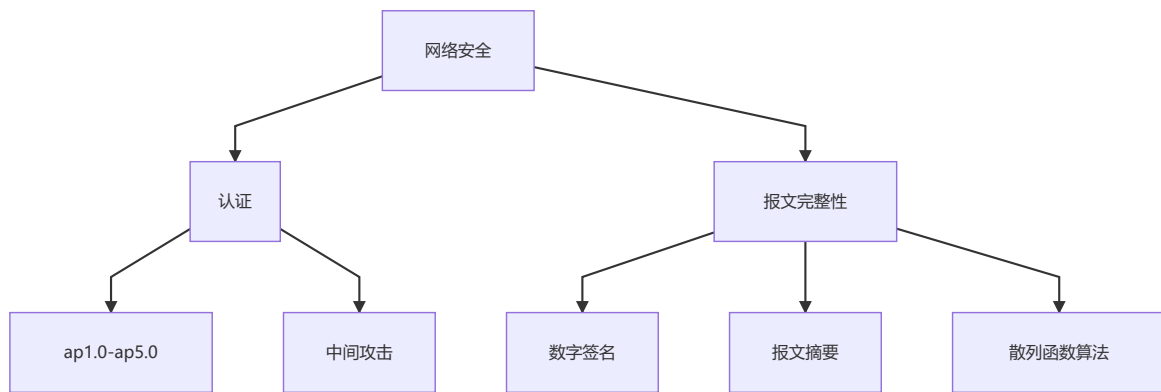 网络安全
认证
报文完整性
ap1.0-ap5.0
中间攻击
数字签名
报文摘要
散列函数算法